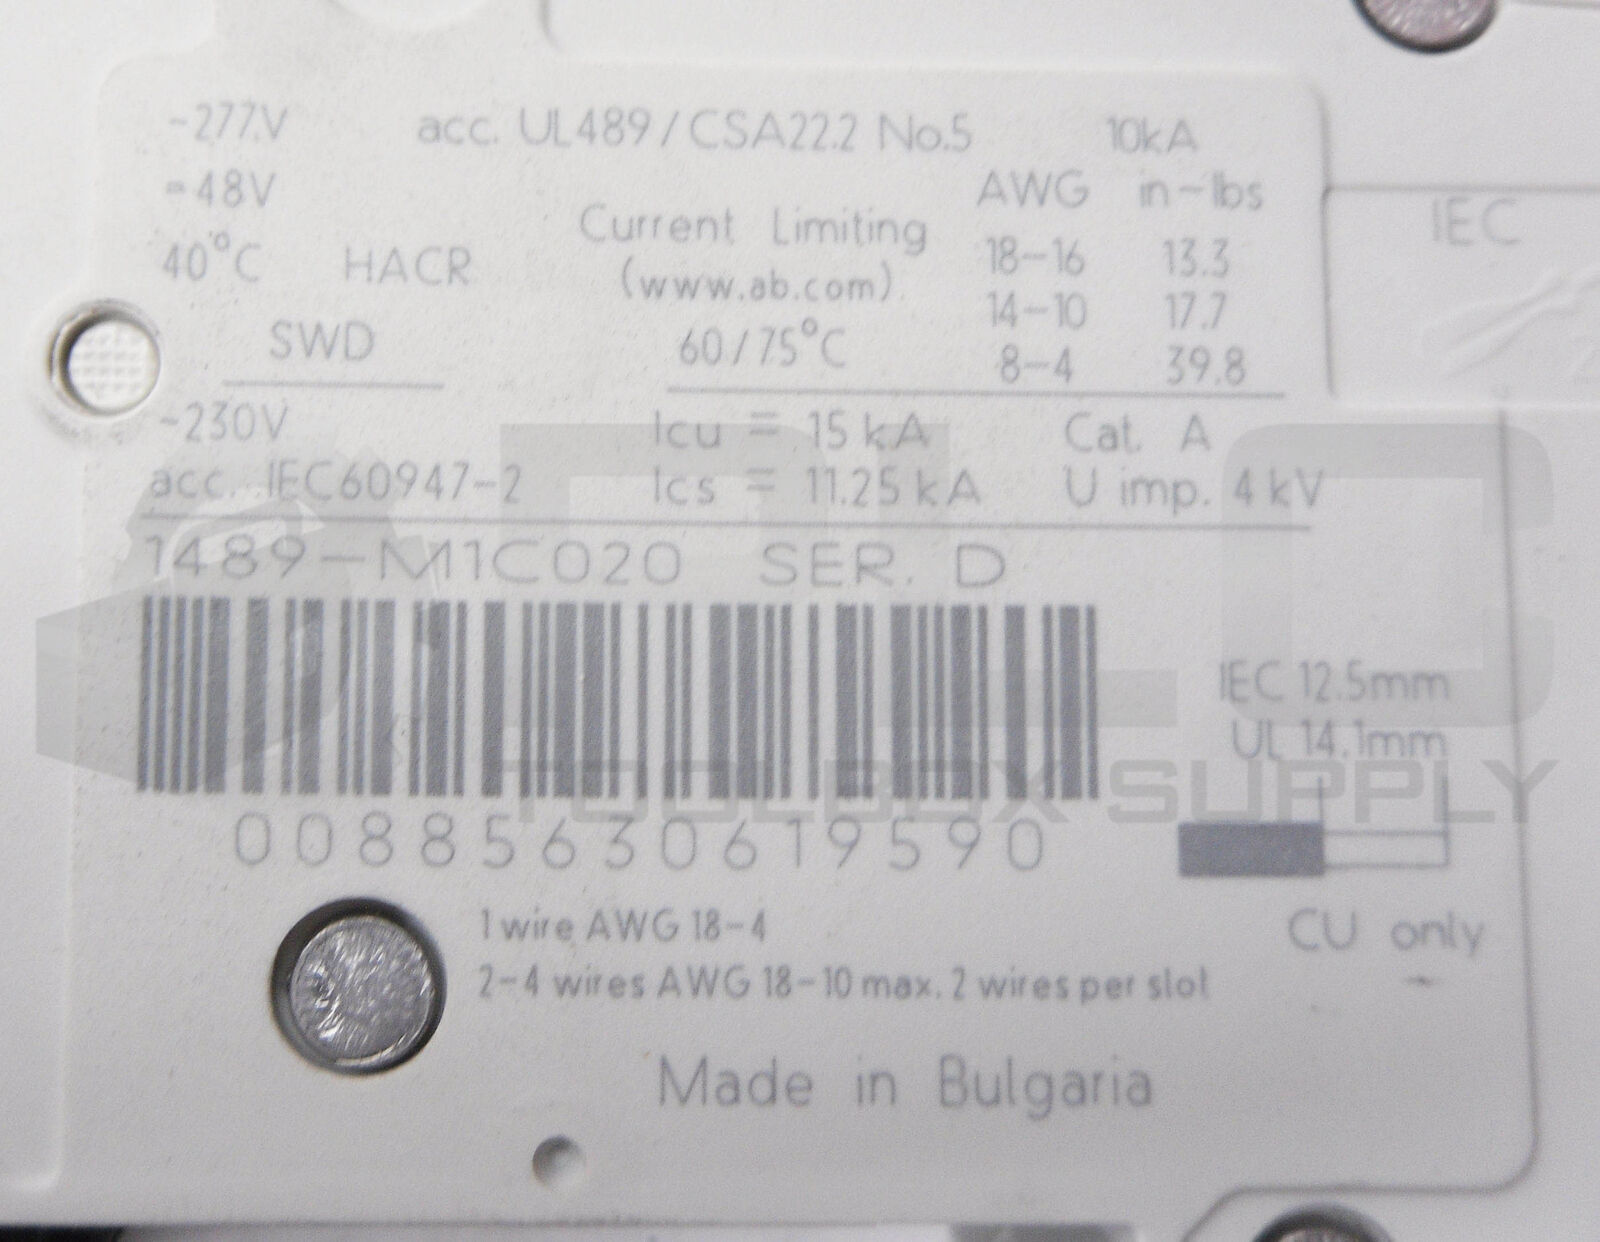 ~277V acc. UL489/CSA22.2 No.5 10kA
=48V
AWG in-lbs
Current Limiting
(www.ab.com)
40°C HACR
18-16 13.3
14-10 17.7
SWD
60/75°C
8-4 39.8
~230V Icu = 15 kA Cat. A
acc. IEC60947-2 Ics = 11.25 kA U imp. 4 kV
1489-M1C020 SER. D
00885630619590
IEC 12.5mm
UL 14.1mm
CU only
1 wire AWG 18-4
2-4 wires AWG 18-10 max. 2 wires per slot
Made in Bulgaria
IEC
PLC
TOOLBOX SUPPLY